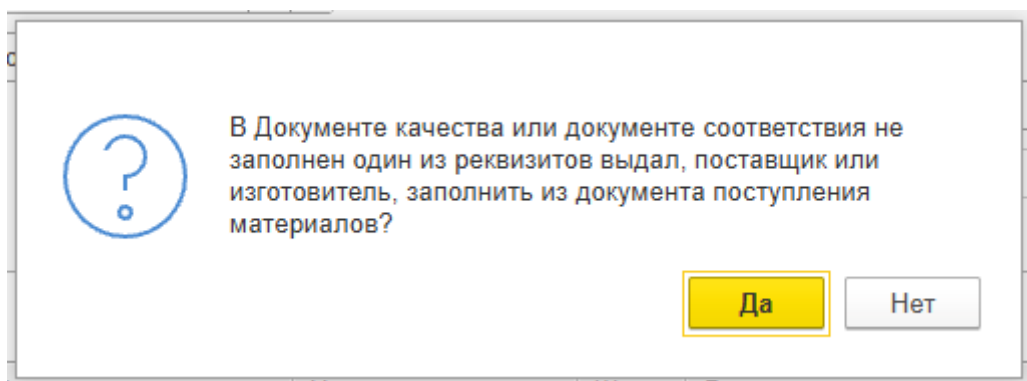 В Документе качества или документе соответствия не
заполнен один из реквизитов выдал, поставщик или
изготовитель, заполнить из документа поступления
материалов?
Да
Нет